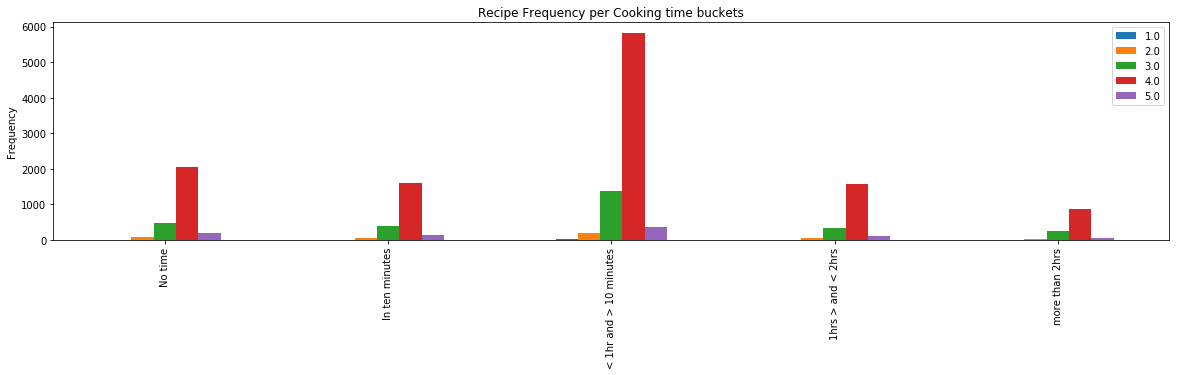 Recipe Frequency per Cooking time buckets
Frequency
6000
5000
4000
3000
2000
1000
0
1.0
2.0
3.0
4.0
5.0
No time
In ten minutes
< 1hr and > 10 minutes
1hrs > and < 2hrs
more than 2hrs